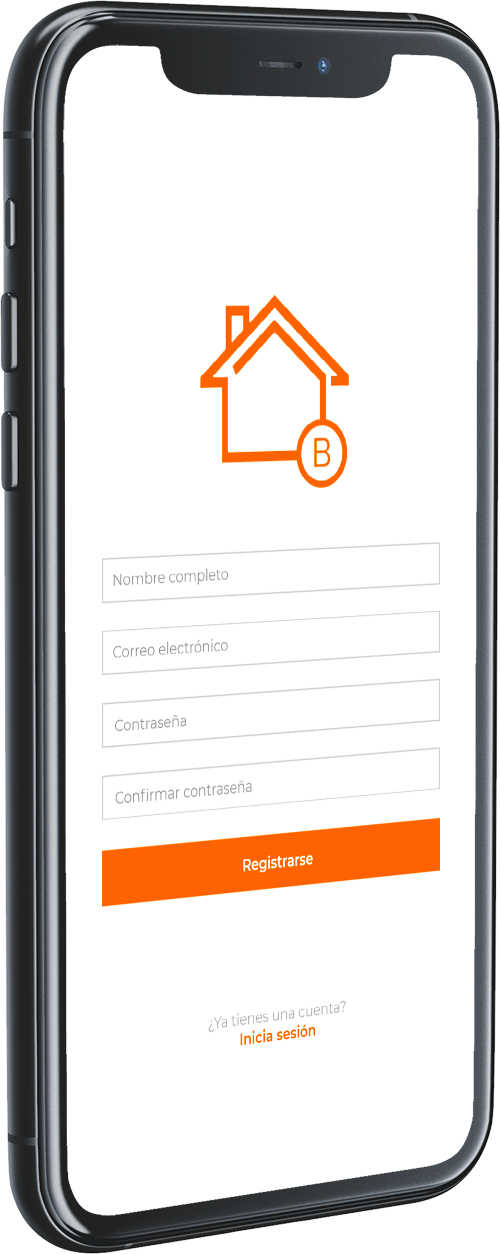 B
Nombre completo
Correo electrónico
Contraseña
Confirmar contraseña
Registrarse
¿Ya tienes una cuenta?
Inicia sesión